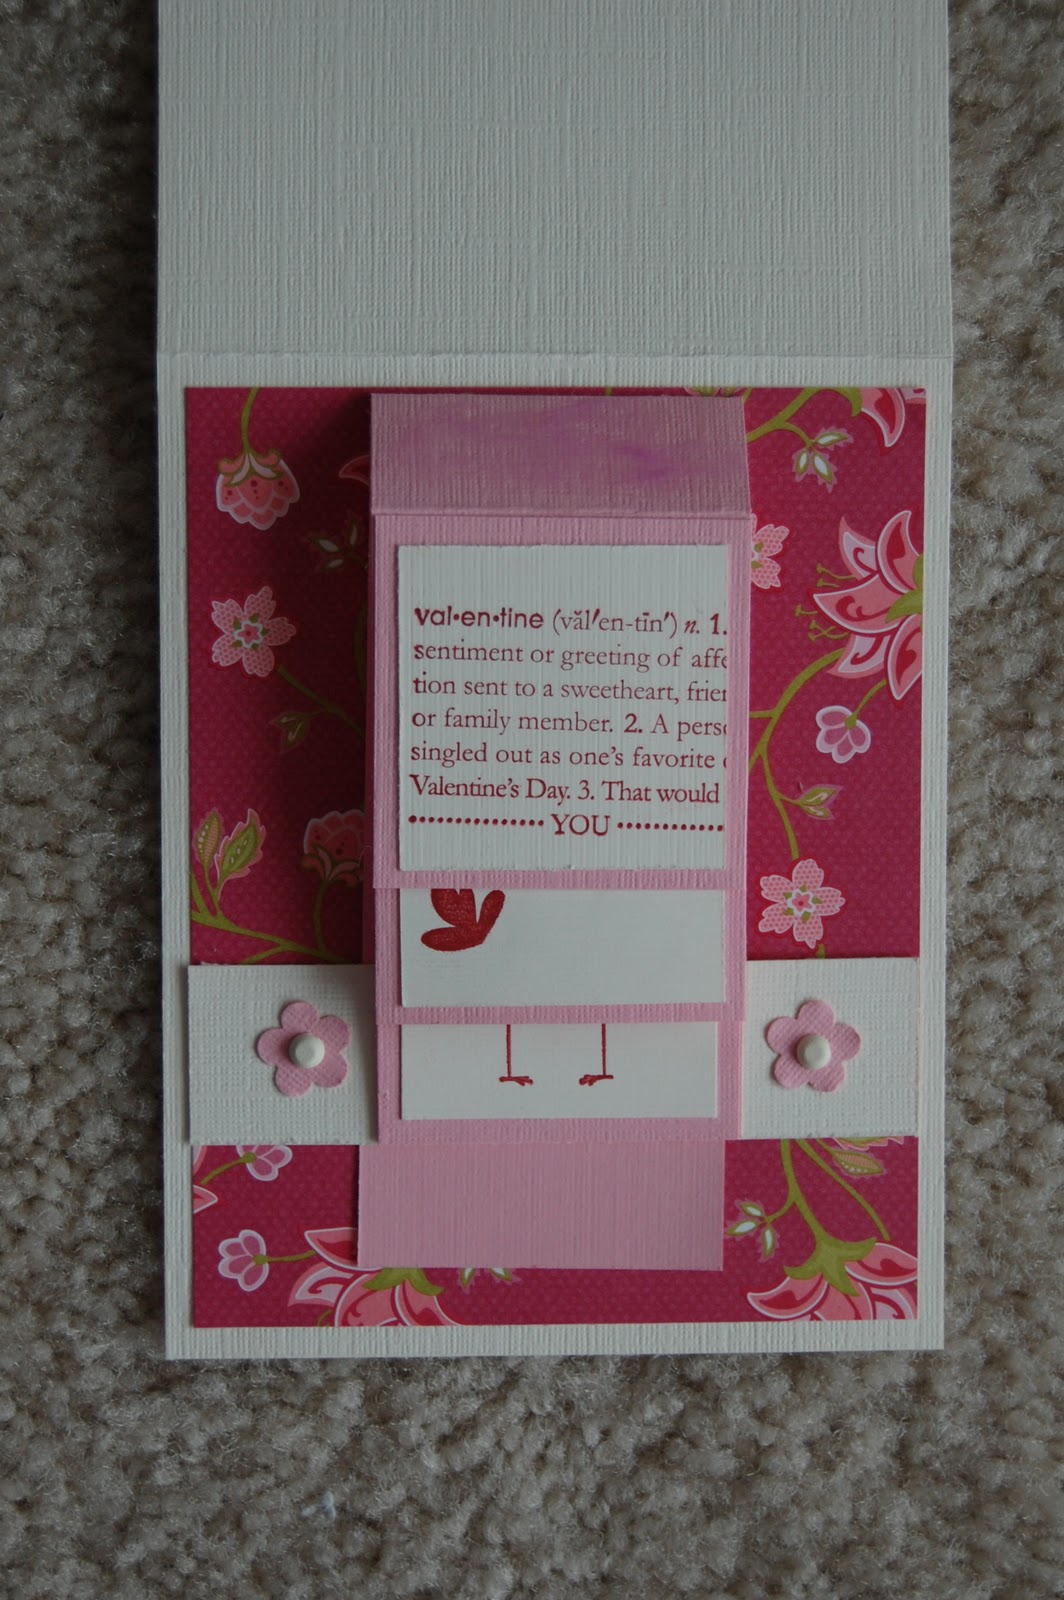 val•en•tine (văl′en-tīn′) n. 1.
sentiment or greeting of affe
tion sent to a sweetheart, frien
or family member. 2. A perso
singled out as one's favorite
Valentine's Day. 3. That would
YOU